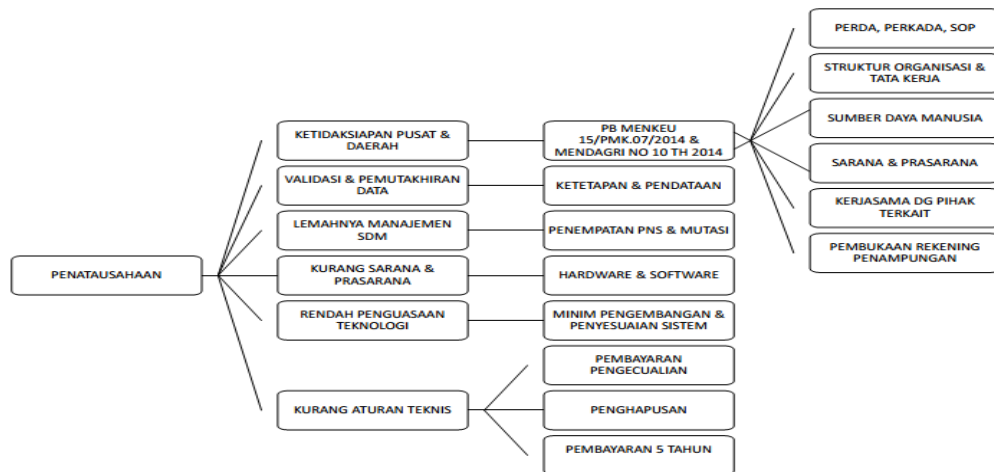 PENATAUSAHAAN
KETIDAKSIAPAN PUSAT &
DAERAH
VALIDASI & PEMUTAKHIRAN
DATA
LEMAHNYA MANAJEMEN
SDM
KURANG SARANA &
PRASARANA
RENDAH PENGUASAAN
TEKNOLOGI
KURANG ATURAN TEKNIS
PB MENKEU
15/PMK.07/2014 &
MENDAGRI NO 10 TH 2014
KETETAPAN & PENDATAAN
PENEMPATAN PNS & MUTASI
HARDWARE & SOFTWARE
MINIM PENGEMBANGAN &
PENYESUAIAN SISTEM
PEMBAYARAN
PENGECUALIAN
PENGHAPUSAN
PEMBAYARAN 5 TAHUN
PERDA, PERKADA, SOP
STRUKTUR ORGANISASI &
TATA KERJA
SUMBER DAYA MANUSIA
SARANA & PRASARANA
KERJASAMA DG PIHAK
TERKAIT
PEMBUKAAN REKENING
PENAMPUNGAN